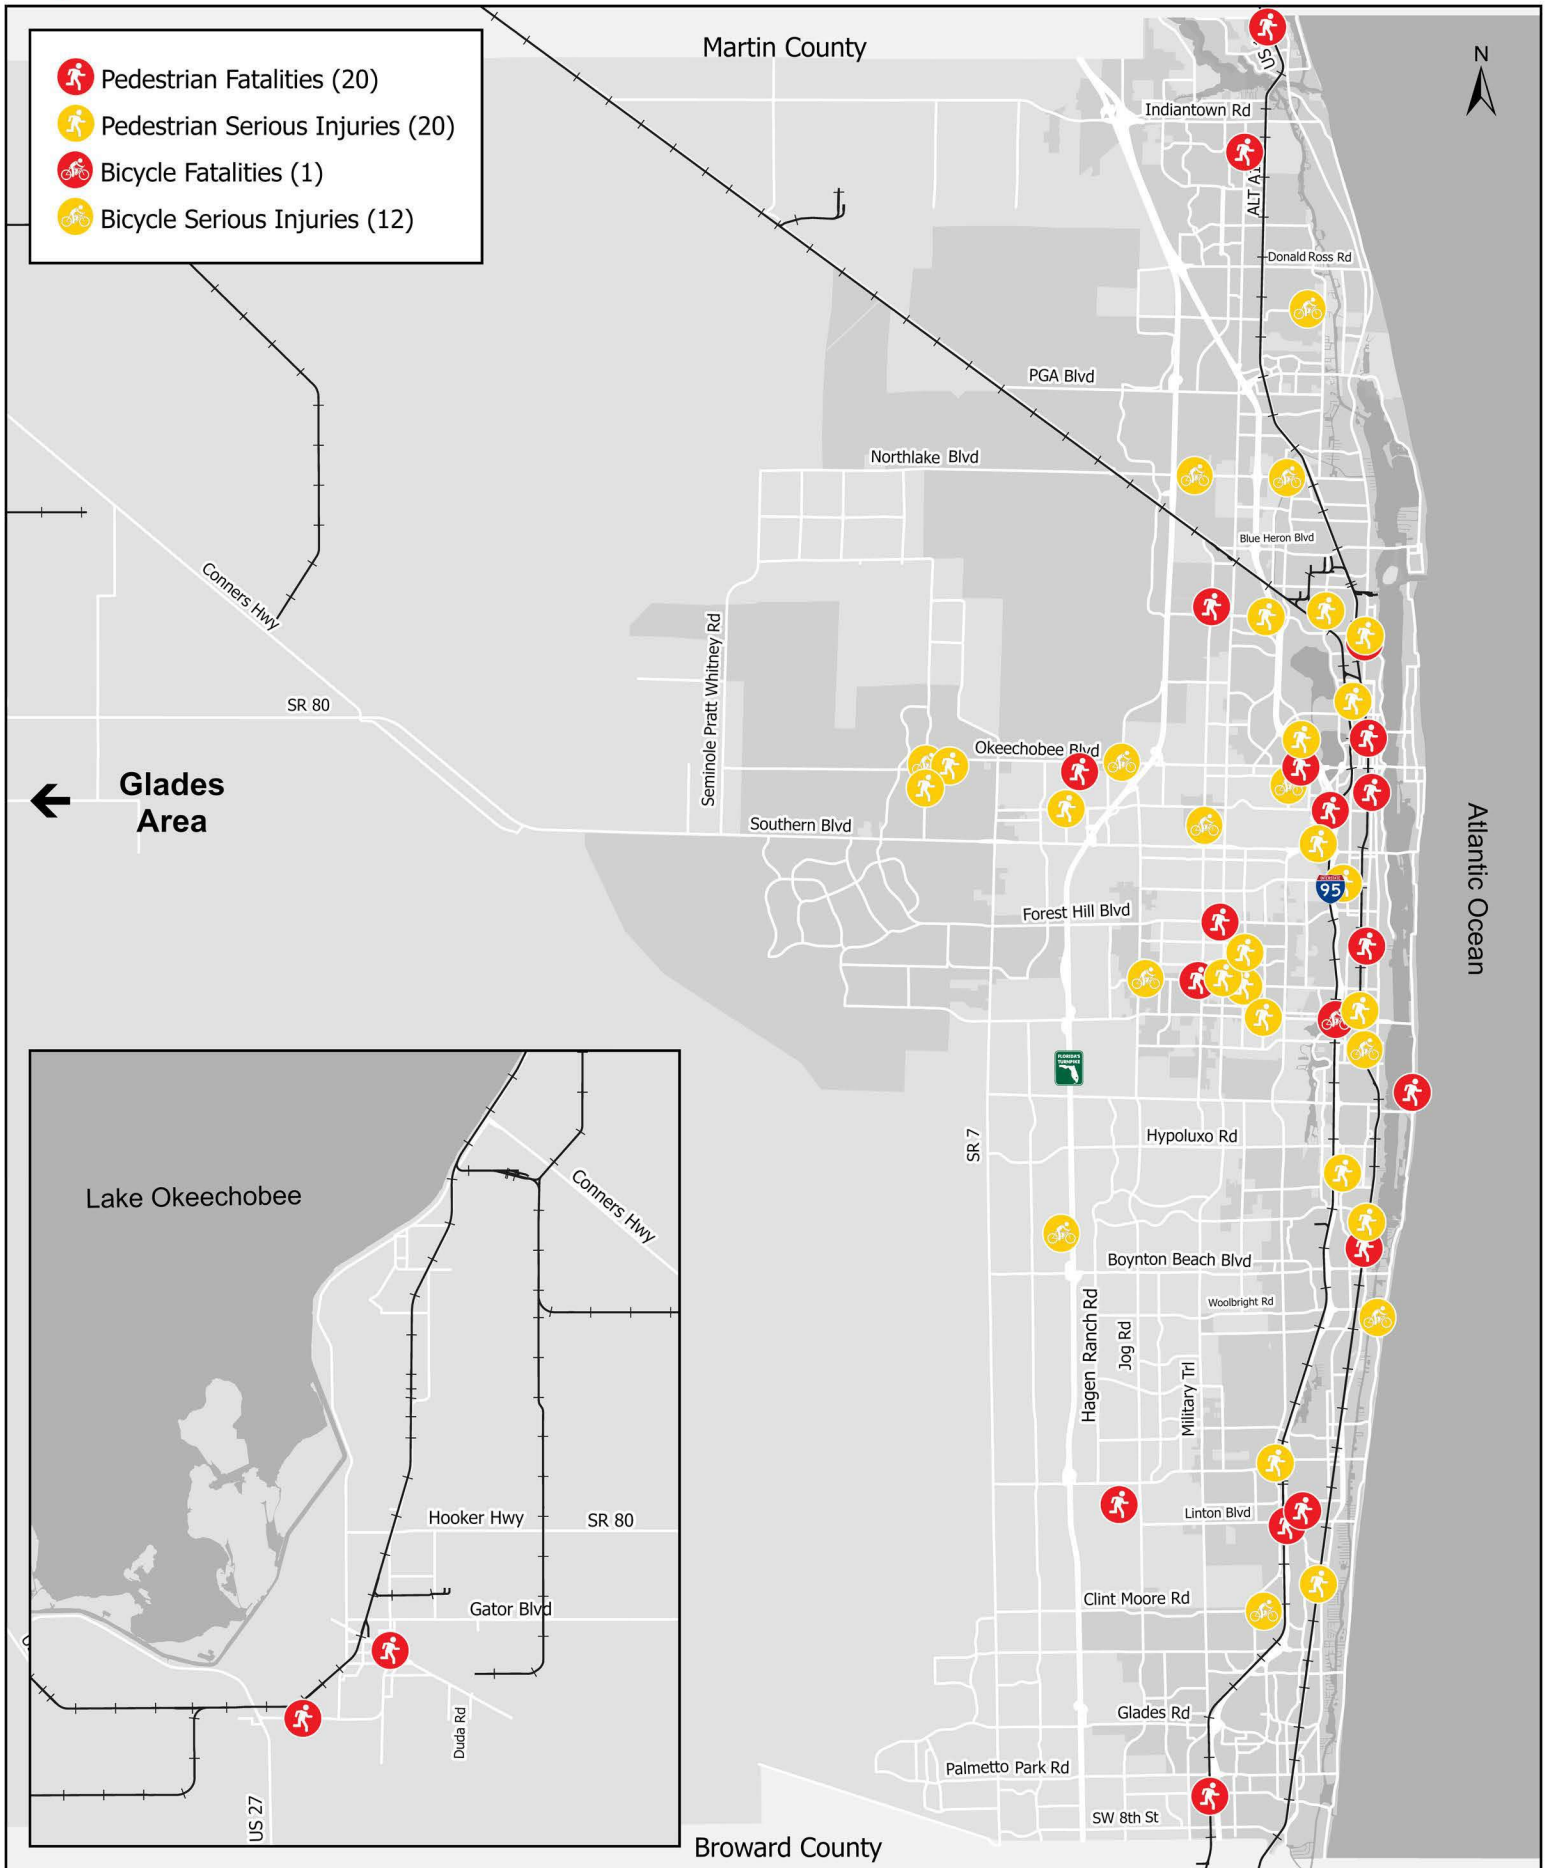 Pedestrian Fatalities (20)
Pedestrian Serious Injuries (20)
Bicycle Fatalities (1)
Bicycle Serious Injuries (12)
Martin County
N
US
Indiantown Rd
ALT A1
Donald Ross Rd
PGA Blvd
Northlake Blvd
Blue Heron Blvd
Conners Hwy
Seminole Pratt Whitney Rd
SR 80
Okeechobee Blvd
Glades
Area
Southern Blvd
Atlantic Ocean
INTERSTATE
95
Forest Hill Blvd
FLORIDA'S
TURNPIKE
SR 7
Hypoluxo Rd
Boynton Beach Blvd
Woolbright Rd
Hagen Ranch Rd
Jog Rd
Military Trl
Linton Blvd
Clint Moore Rd
Glades Rd
Palmetto Park Rd
SW 8th St
Broward County
Lake Okeechobee
Conners Hwy
Hooker Hwy
SR 80
Gator Blvd
Duda Rd
US 27